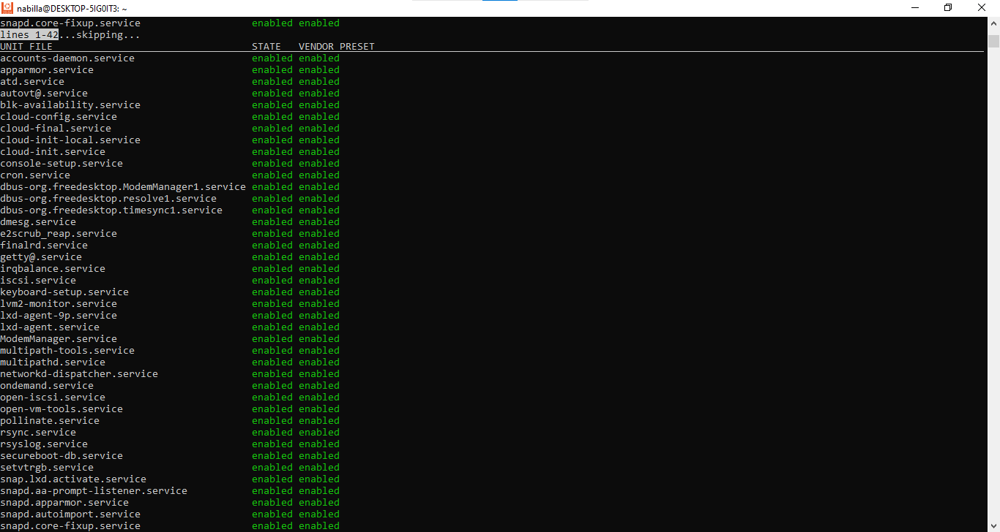 nabilla@DESKTOP-5IG0IT3: ~
snapd.core-fixup.service enabled enabled
lines 1-42...skipping...
UNIT FILE STATE VENDOR PRESET
accounts-daemon.service enabled enabled
apparmor.service enabled enabled
atd.service enabled enabled
autovt@.service enabled enabled
blk-availability.service enabled enabled
cloud-config.service enabled enabled
cloud-final.service enabled enabled
cloud-init-local.service enabled enabled
cloud-init.service enabled enabled
console-setup.service enabled enabled
cron.service enabled enabled
dbus-org.freedesktop.ModemManager1.service enabled enabled
dbus-org.freedesktop.resolve1.service enabled enabled
dbus-org.freedesktop.timesync1.service enabled enabled
dmesg.service enabled enabled
e2scrub_reap.service enabled enabled
finalrd.service enabled enabled
getty@.service enabled enabled
irqbalance.service enabled enabled
iscsi.service enabled enabled
keyboard-setup.service enabled enabled
lvm2-monitor.service enabled enabled
lxd-agent-9p.service enabled enabled
lxd-agent.service enabled enabled
ModemManager.service enabled enabled
multipath-tools.service enabled enabled
multipathd.service enabled enabled
networkd-dispatcher.service enabled enabled
ondemand.service enabled enabled
open-iscsi.service enabled enabled
open-vm-tools.service enabled enabled
pollinate.service enabled enabled
rsync.service enabled enabled
rsyslog.service enabled enabled
secureboot-db.service enabled enabled
setvtrgb.service enabled enabled
snap.lxd.activate.service enabled enabled
snapd.aa-prompt-listener.service enabled enabled
snapd.apparmor.service enabled enabled
snapd.autoimport.service enabled enabled
snapd.core-fixup.service enabled enabled